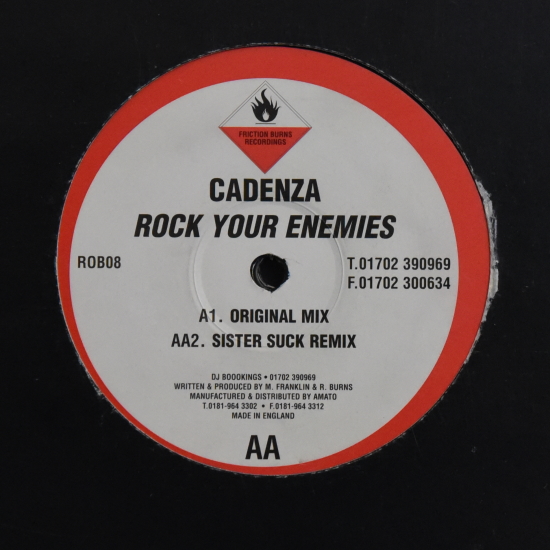 FRICTION BURNS
RECORDINGS
CADENZA
ROCK YOUR ENEMIES
ROB08
T.01702 390969
F.01702 300634
A1. ORIGINAL MIX
AA2. SISTER SUCK REMIX
DJ BOOOKINGS • 01702 390969
WRITTEN & PRODUCED BY M. FRANKLIN & R. BURNS
MANUFACTURED & DISTRIBUTED BY AMATO
T.0181-964 3302 • F.0181-964 3312
MADE IN ENGLAND
AA